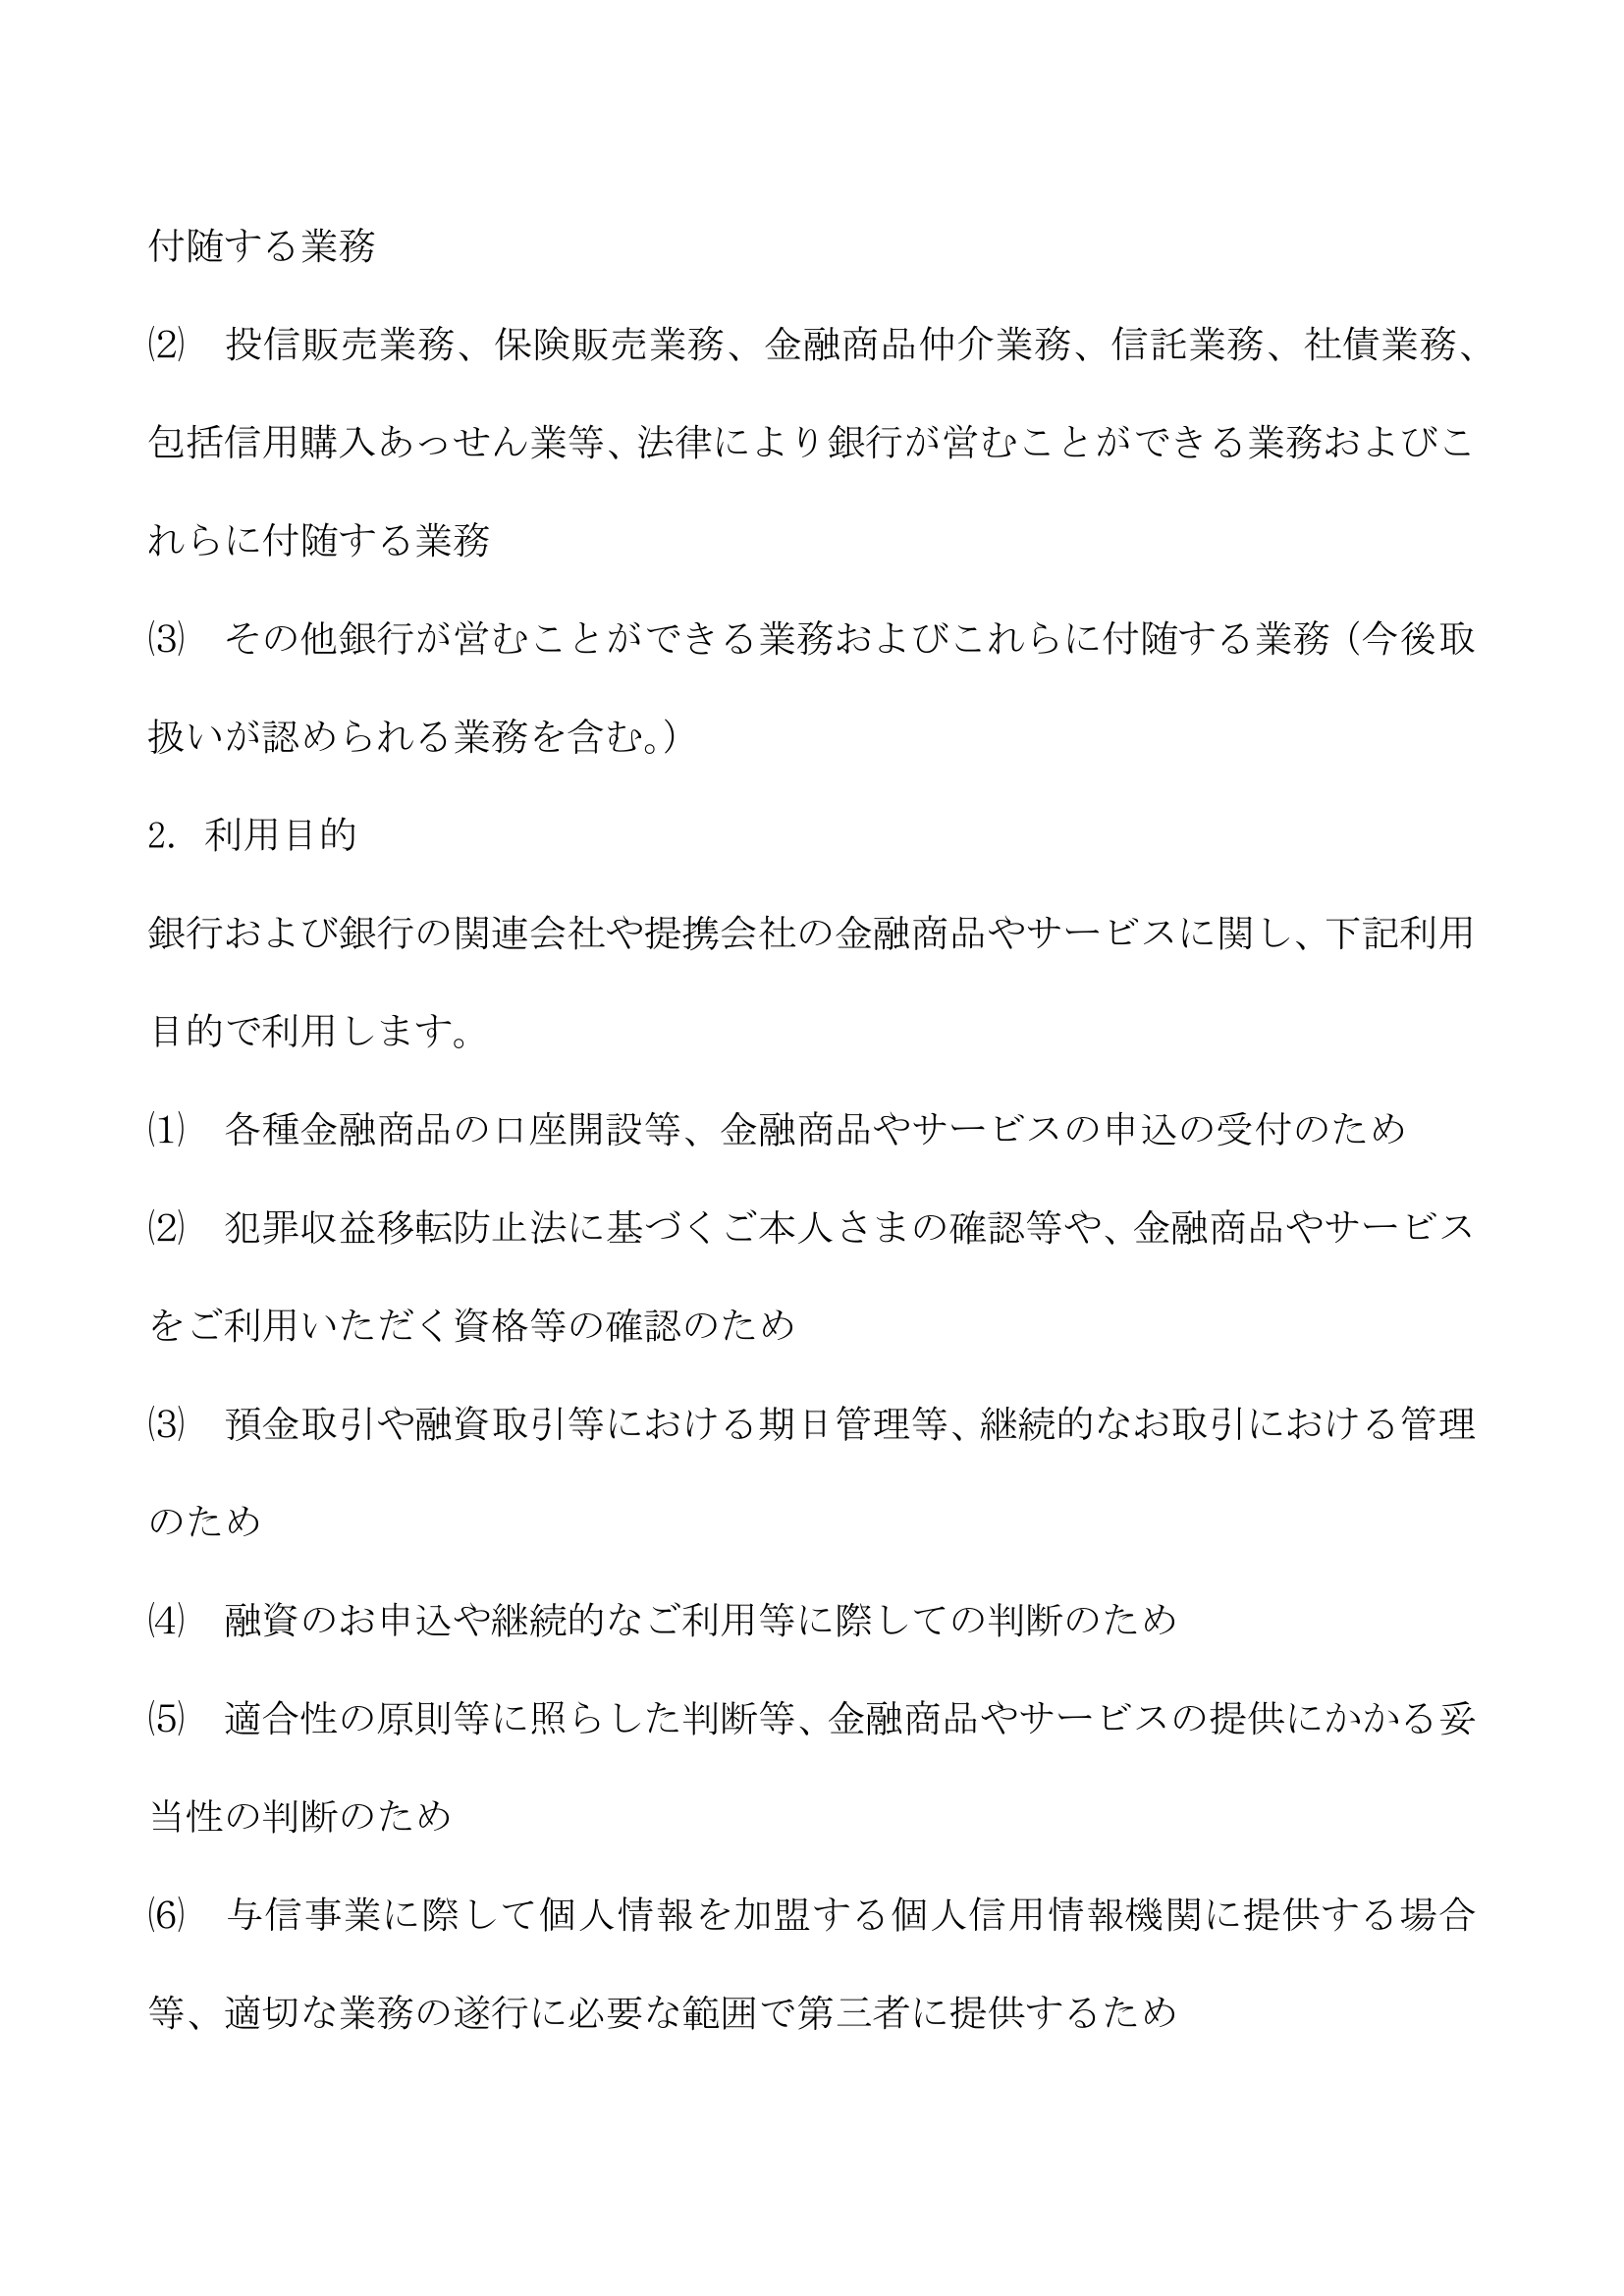 付随する業務
⑵　投信販売業務、保険販売業務、金融商品仲介業務、信託業務、社債業務、
包括信用購入あっせん業等、法律により銀行が営むことができる業務およびこ
れらに付随する業務
⑶　その他銀行が営むことができる業務およびこれらに付随する業務（今後取
扱いが認められる業務を含む。）
2. 利用目的
銀行および銀行の関連会社や提携会社の金融商品やサービスに関し、下記利用
目的で利用します。
⑴　各種金融商品の口座開設等、金融商品やサービスの申込の受付のため
⑵　犯罪収益移転防止法に基づくご本人さまの確認等や、金融商品やサービス
をご利用いただく資格等の確認のため
⑶　預金取引や融資取引等における期日管理等、継続的なお取引における管理
のため
⑷　融資のお申込や継続的なご利用等に際しての判断のため
⑸　適合性の原則等に照らした判断等、金融商品やサービスの提供にかかる妥
当性の判断のため
⑹　与信事業に際して個人情報を加盟する個人信用情報機関に提供する場合
等、適切な業務の遂行に必要な範囲で第三者に提供するため